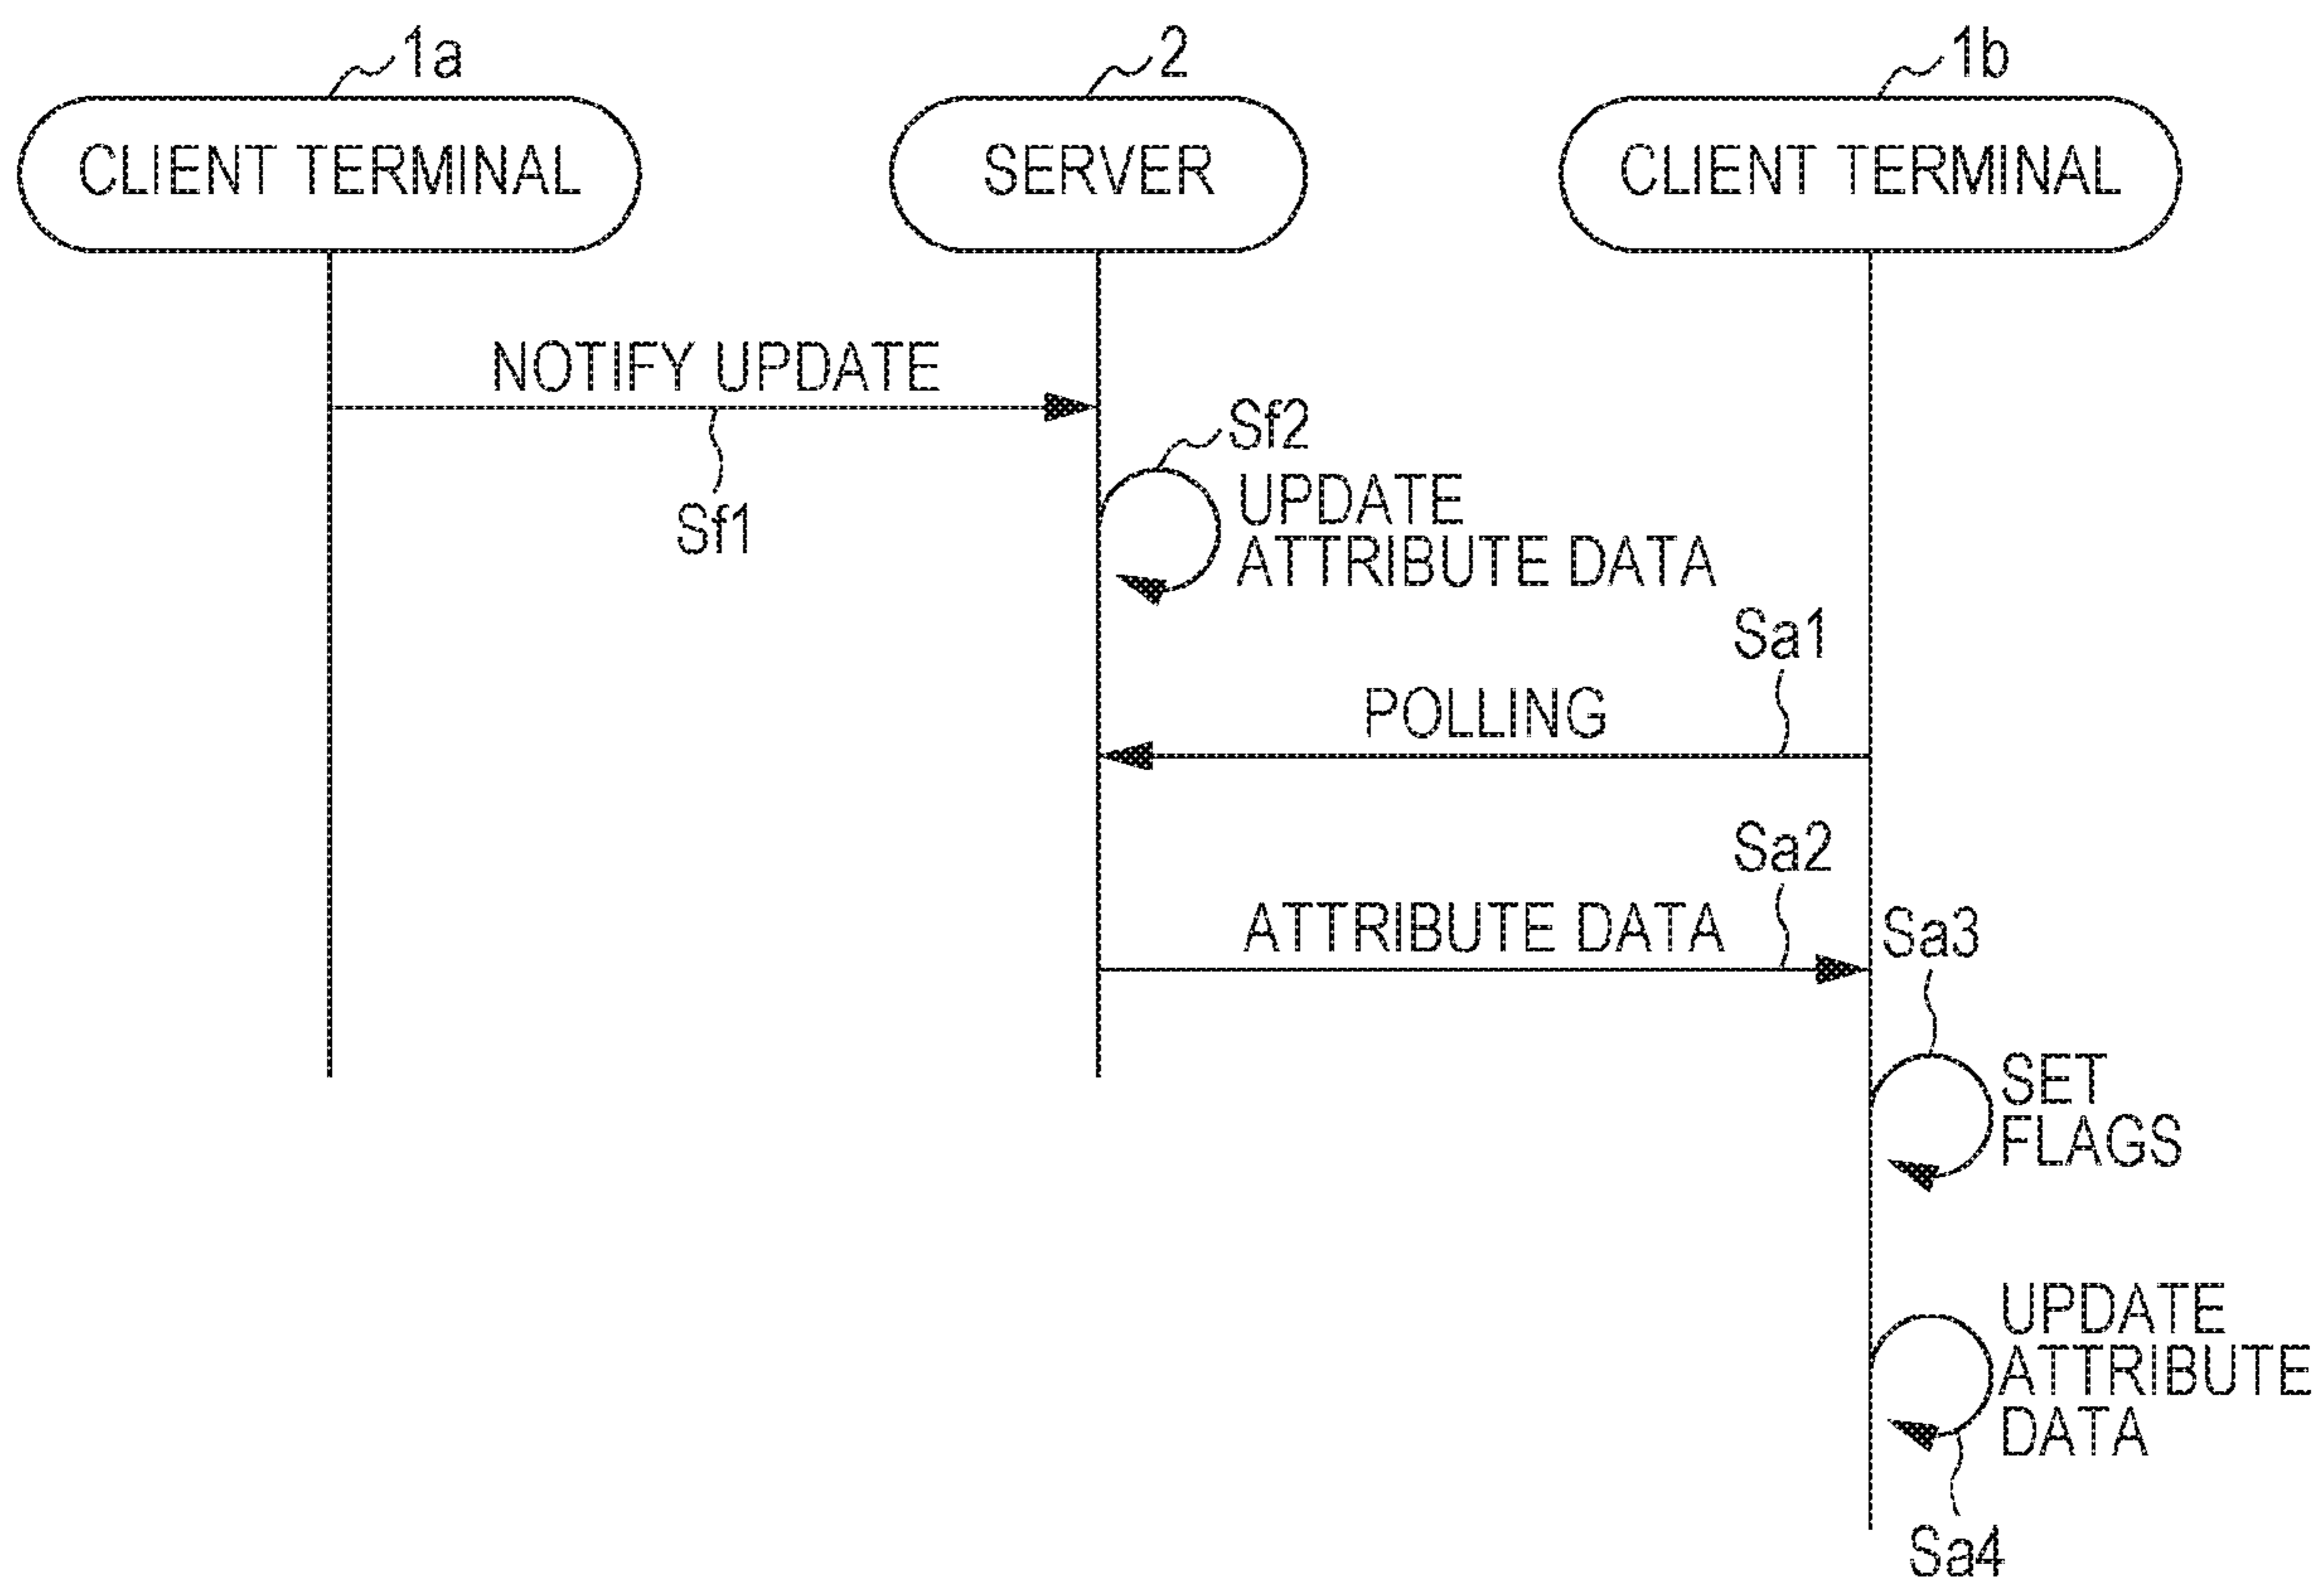 1a
2
1b
CLIENT TERMINAL
SERVER
CLIENT TERMINAL
NOTIFY UPDATE
Sf1
Sf2
UPDATE
ATTRIBUTE DATA
Sa1
POLLING
Sa2
ATTRIBUTE DATA
Sa3
SET
FLAGS
UPDATE
ATTRIBUTE
DATA
Sa4